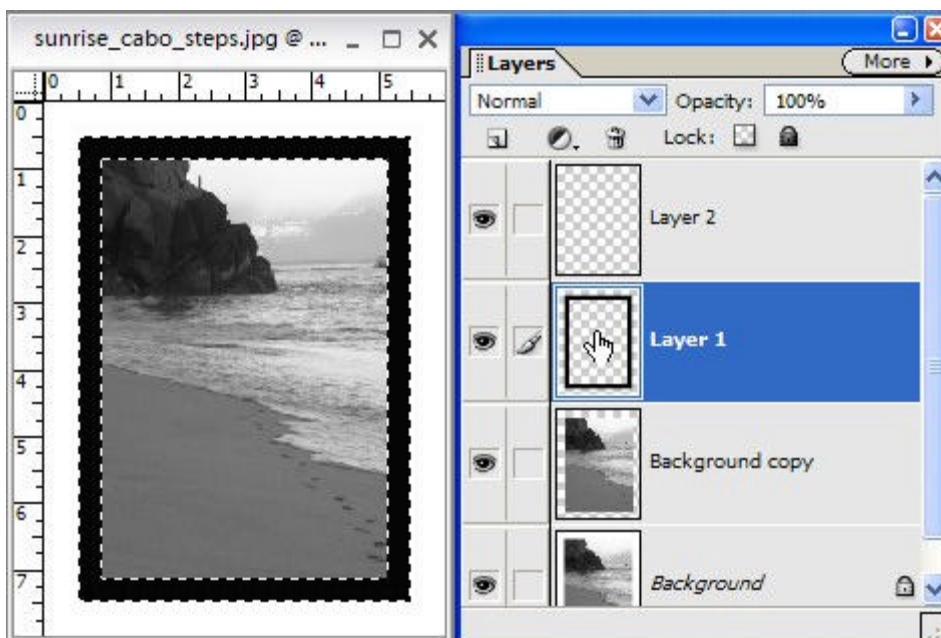 sunrise_cabo_steps.jpg @ ...
0 1 2 3 4 5
0
1
2
3
4
5
6
7
Layers
More
Normal Opacity: 100%
Lock:
Layer 2
Layer 1
Background copy
Background